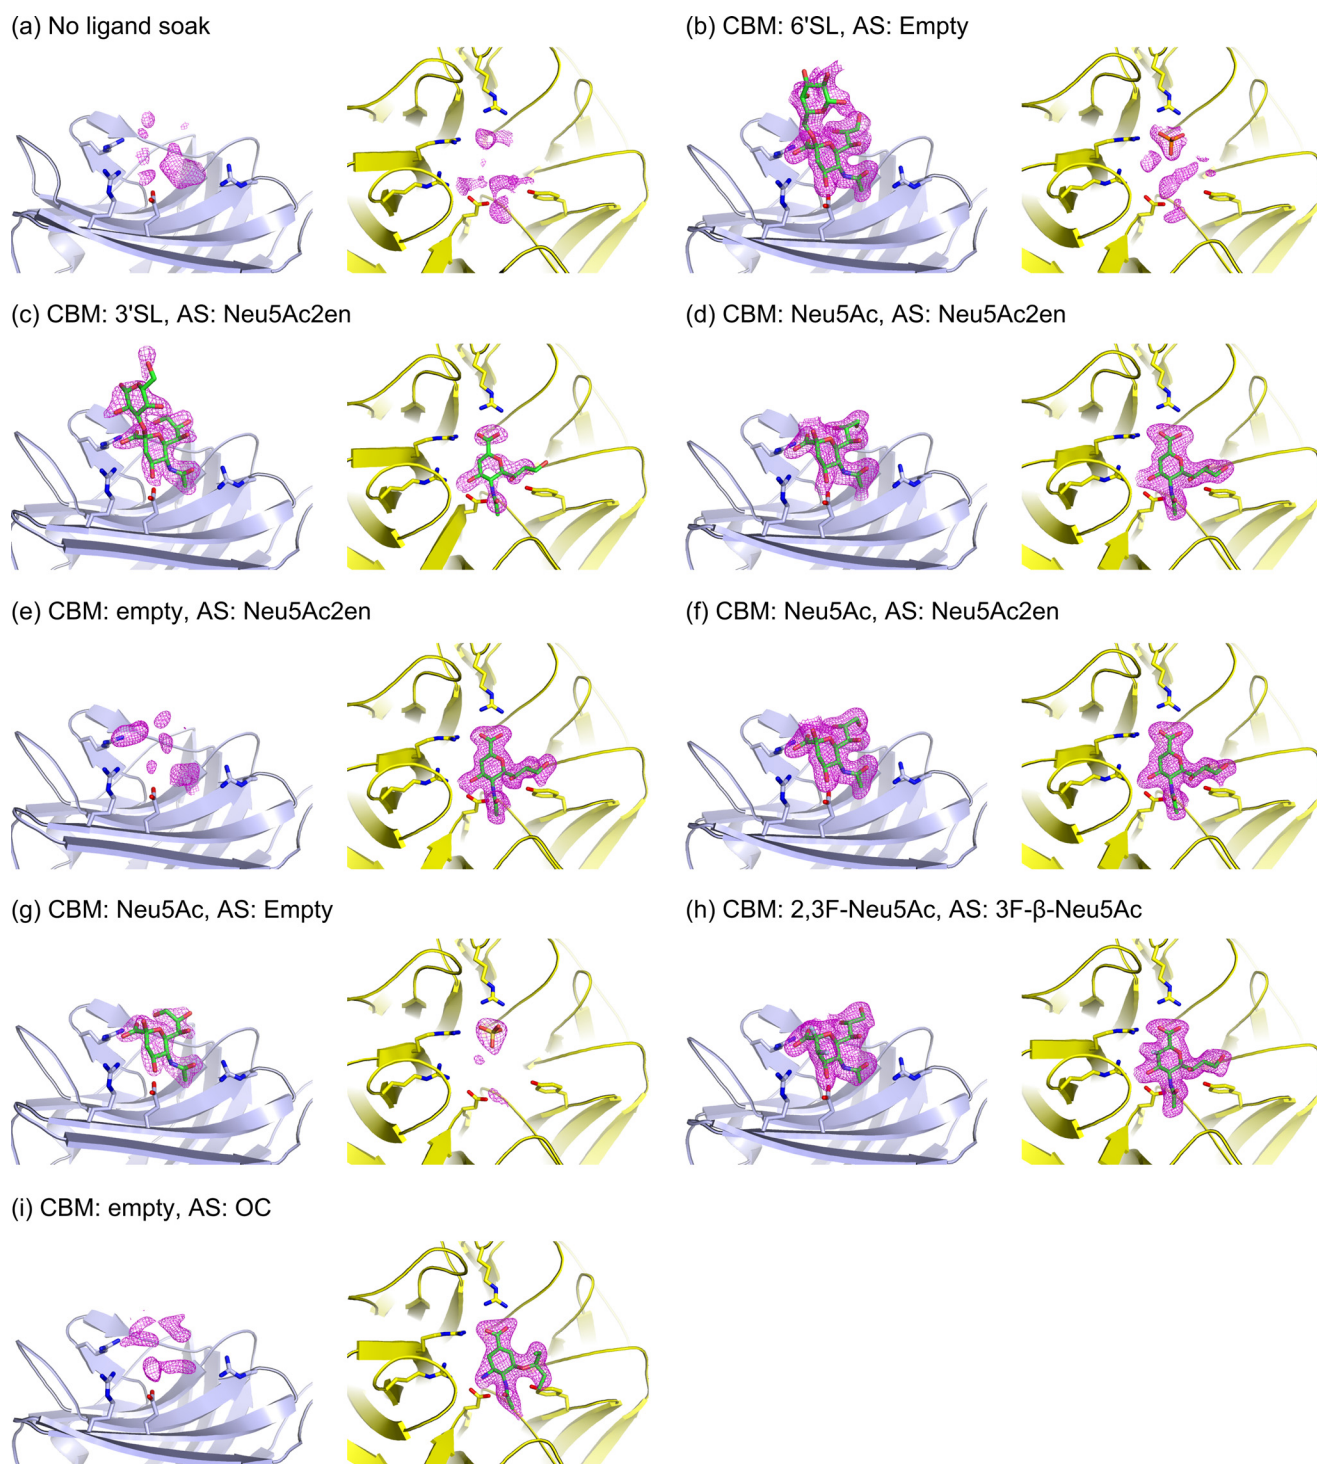 (a) No ligand soak
(b) CBM: 6'SL, AS: Empty
(c) CBM: 3'SL, AS: Neu5Ac2en
(d) CBM: Neu5Ac, AS: Neu5Ac2en
(e) CBM: empty, AS: Neu5Ac2en
(f) CBM: Neu5Ac, AS: Neu5Ac2en
(g) CBM: Neu5Ac, AS: Empty
(h) CBM: 2,3F-Neu5Ac, AS: 3F-β-Neu5Ac
(i) CBM: empty, AS: OC